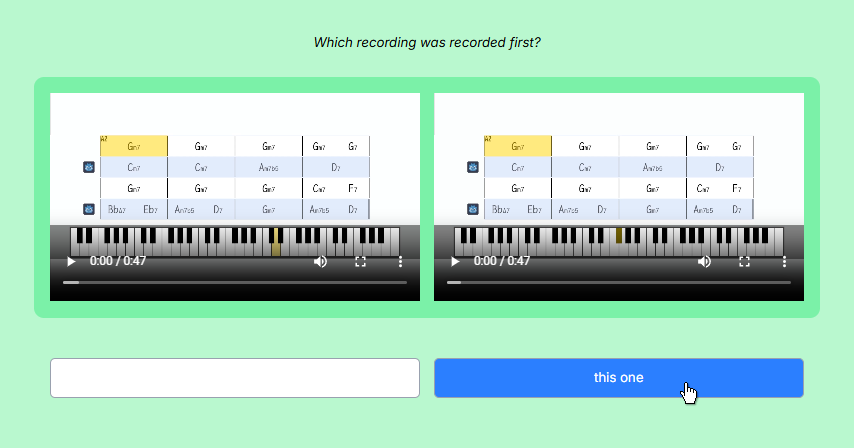 Which recording was recorded first?
A7
Gm7 Gm7 Gm7 Gm7 G7
Cm7 Cm7 Am7b5 D7
Gm7 Gm7 Gm7 Cm7 F7
Bb△7 Eb7 Am7b5 D7 Gm7 Am7b5 D7
0:00 / 0:47
A7
Gm7 Gm7 Gm7 Gm7 G7
Cm7 Cm7 Am7b5 D7
Gm7 Gm7 Gm7 Cm7 F7
Bb△7 Eb7 Am7b5 D7 Gm7 Am7b5 D7
0:00 / 0:47
this one